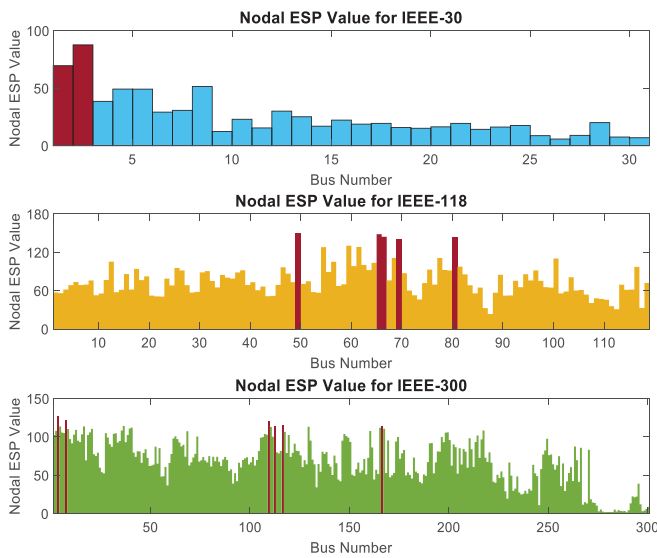 Nodal ESP Value for IEEE-30
100
50
0
Nodal ESP Value
5 10 15 20 25 30
Bus Number
Nodal ESP Value for IEEE-118
180
120
60
0
Nodal ESP Value
10 20 30 40 50 60 70 80 90 100 110
Bus Number
Nodal ESP Value for IEEE-300
150
100
50
0
Nodal ESP Value
50 100 150 200 250 300
Bus Number